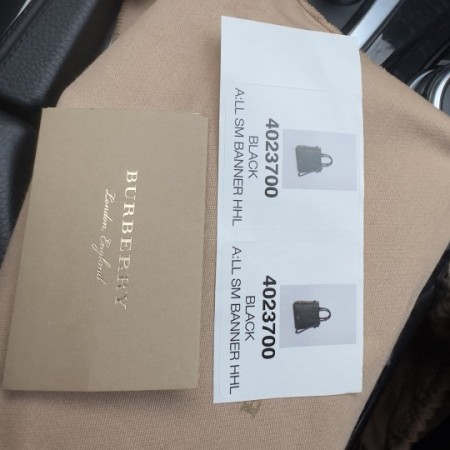 BURBERRY
London, England
4023700
BLACK
A:LL SM BANNER HHL
4023700
BLACK
A:LL SM BANNER HHL